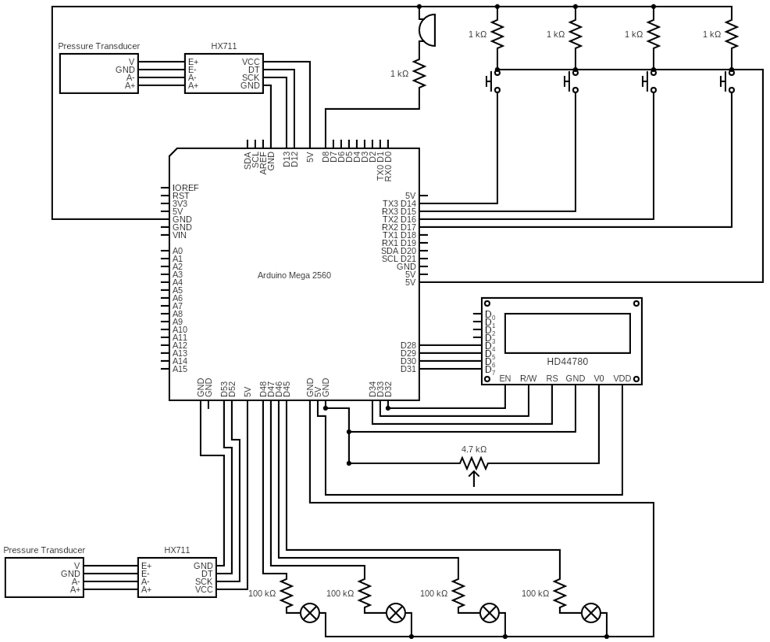 1 kΩ 1 kΩ 1 kΩ 1 kΩ
Pressure Transducer HX711
V E+ VCC
GND E- DT
A- A- SCK
A+ A+ GND
1 kΩ
SDA SCL AREF GND D13 D12 5V D8 D7 D6 D5 D4 D3 D2 TX0 D1 RX0 D0
IOREF
RST
3V3
5V
GND
GND
VIN
A0
A1
A2
A3
A4
A5
A6
A7
A8
A9
A10
A11
A12
A13
A14
A15
Arduino Mega 2560
5V
TX3 D14
RX3 D15
TX2 D16
RX2 D17
TX1 D18
RX1 D19
SDA D20
SCL D21
GND
5V
5V
D28
D29
D30
D31
D0
D1
D2
D3
D4
D5
D6
D7
HD44780
EN R/W RS GND V0 VDD
GND GND D53 D52 5V D48 D47 D46 D45 GND 5V GND D34 D33 D32
4.7 kΩ
Pressure Transducer HX711
V E+ GND
GND E- DT
A- A- SCK
A+ A+ VCC
100 kΩ 100 kΩ 100 kΩ 100 kΩ